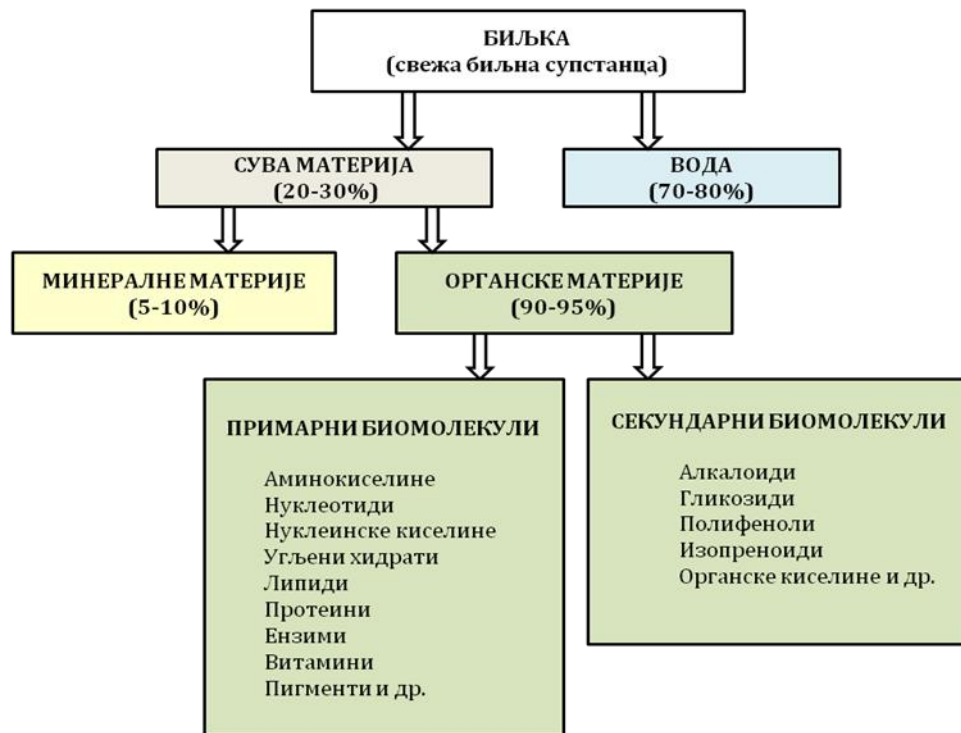 БИЉКА
(свежа биљна супстанца)
СУВА МАТЕРИЈА
(20-30%)
ВОДА
(70-80%)
МИНЕРАЛНЕ МАТЕРИЈЕ
(5-10%)
ОРГАНСКЕ МАТЕРИЈЕ
(90-95%)
ПРИМАРНИ БИОМОЛЕКУЛИ
Аминокиселине
Нуклеотиди
Нуклеинске киселине
Угљени хидрати
Липиди
Протеини
Ензими
Витамини
Пигменти и др.
СЕКУНДАРНИ БИОМОЛЕКУЛИ
Алкалоиди
Гликозиди
Полифеноли
Изопреноиди
Органске киселине и др.